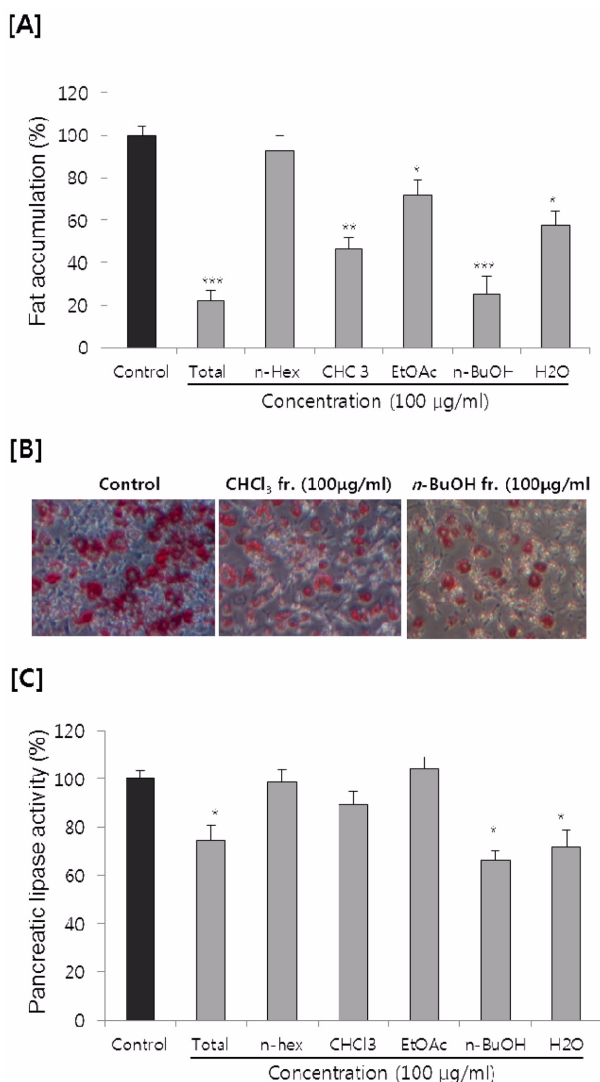 [A]
Fat accumulation (%)
120
100
80
60
40
20
0
***
**
*
***
*
Control Total n-Hex CHC 3 EtOAc n-BuOH H2O
Concentration (100 µg/ml)
[B]
Control CHCl3 fr. (100µg/ml) n-BuOH fr. (100µg/ml
[C]
Pancreatic lipase activity (%)
120
100
80
60
40
20
0
*
*
*
Control Total n-hex CHCl3 EtOAc n-BuOH H2O
Concentration (100 µg/ml)